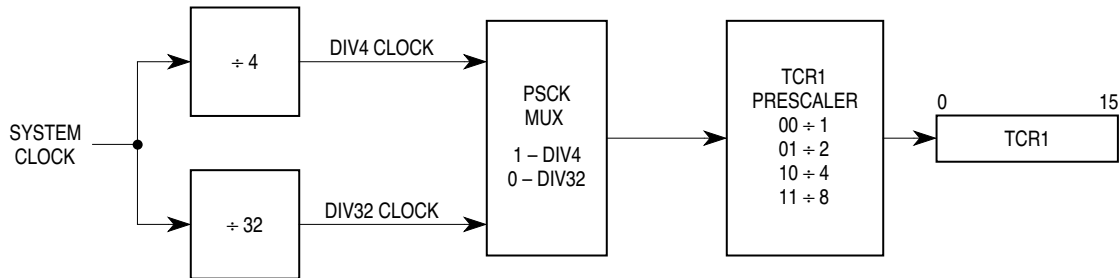 ÷ 4
DIV4 CLOCK
SYSTEM
CLOCK
÷ 32
DIV32 CLOCK
PSCK
MUX
1 – DIV4
0 – DIV32
TCR1
PRESCALER
00 ÷ 1
01 ÷ 2
10 ÷ 4
11 ÷ 8
0 15
TCR1